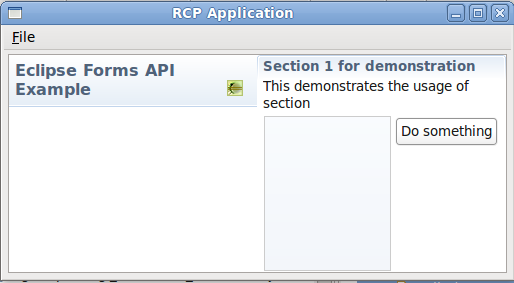 RCP Application
File
Eclipse Forms API
Example
Section 1 for demonstration
This demonstrates the usage of
section
Do something